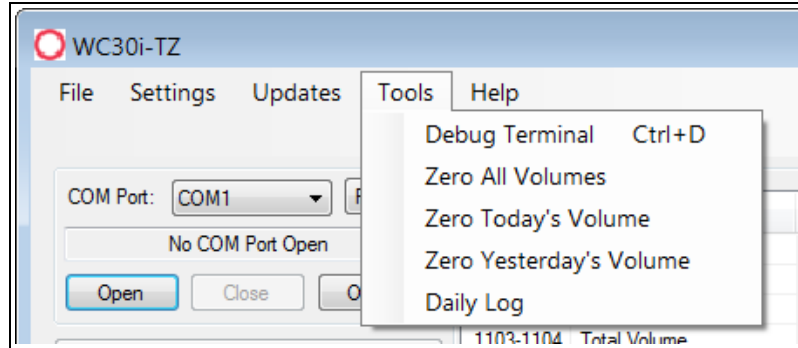 WC30i-TZ
File Settings Updates Tools Help
Debug Terminal Ctrl+D
Zero All Volumes
Zero Today's Volume
Zero Yesterday's Volume
Daily Log
COM Port: COM1
No COM Port Open
Open Close
1103-1104 Total Volume